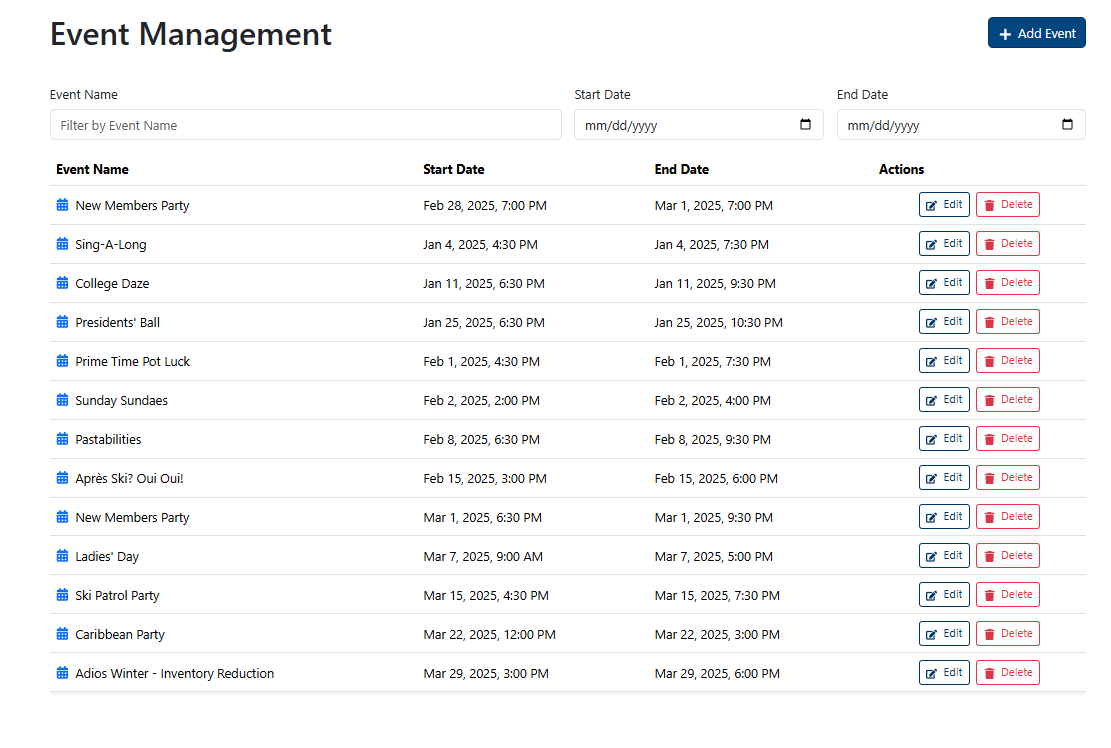 Event Management
Add Event
Event Name Start Date End Date
Filter by Event Name mm/dd/yyyy mm/dd/yyyy
Event Name Start Date End Date Actions
New Members Party Feb 28, 2025, 7:00 PM Mar 1, 2025, 7:00 PM Edit Delete
Sing-A-Long Jan 4, 2025, 4:30 PM Jan 4, 2025, 7:30 PM Edit Delete
College Daze Jan 11, 2025, 6:30 PM Jan 11, 2025, 9:30 PM Edit Delete
Presidents' Ball Jan 25, 2025, 6:30 PM Jan 25, 2025, 10:30 PM Edit Delete
Prime Time Pot Luck Feb 1, 2025, 4:30 PM Feb 1, 2025, 7:30 PM Edit Delete
Sunday Sundaes Feb 2, 2025, 2:00 PM Feb 2, 2025, 4:00 PM Edit Delete
Pastabilities Feb 8, 2025, 6:30 PM Feb 8, 2025, 9:30 PM Edit Delete
Après Ski? Oui Oui! Feb 15, 2025, 3:00 PM Feb 15, 2025, 6:00 PM Edit Delete
New Members Party Mar 1, 2025, 6:30 PM Mar 1, 2025, 9:30 PM Edit Delete
Ladies' Day Mar 7, 2025, 9:00 AM Mar 7, 2025, 5:00 PM Edit Delete
Ski Patrol Party Mar 15, 2025, 4:30 PM Mar 15, 2025, 7:30 PM Edit Delete
Caribbean Party Mar 22, 2025, 12:00 PM Mar 22, 2025, 3:00 PM Edit Delete
Adios Winter - Inventory Reduction Mar 29, 2025, 3:00 PM Mar 29, 2025, 6:00 PM Edit Delete